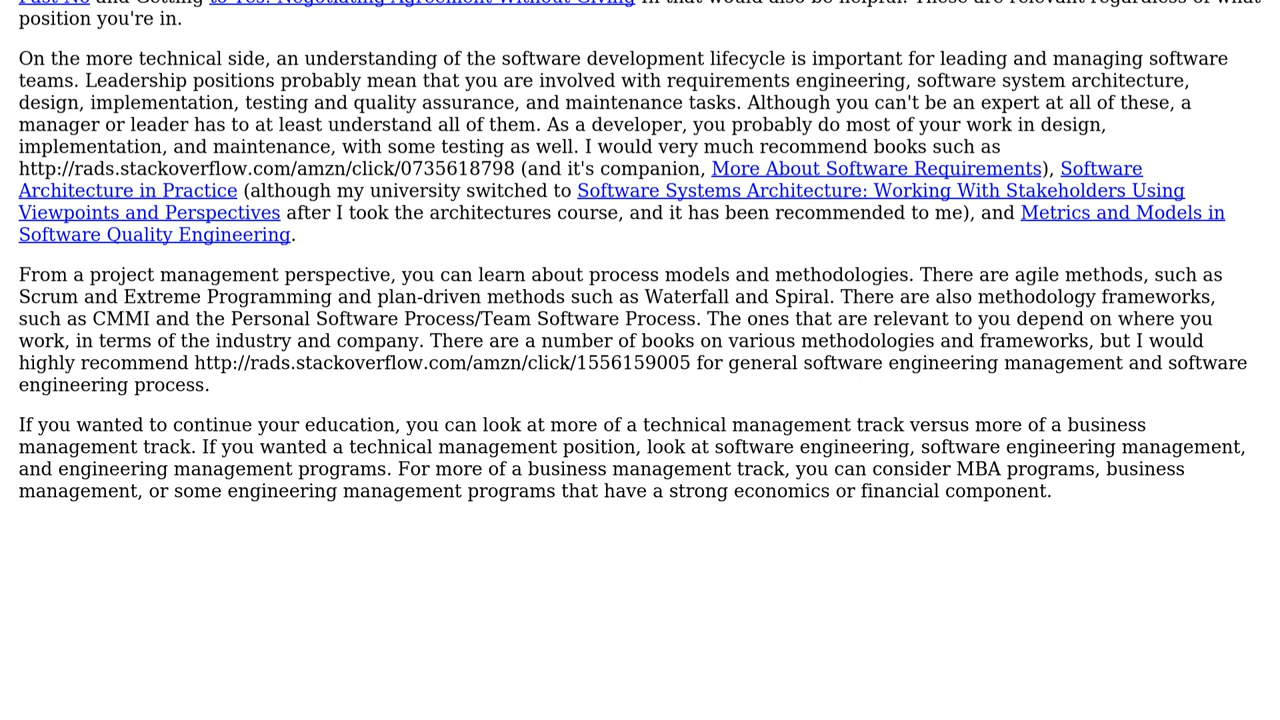 Past No and Getting to Yes: Negotiating Agreement Without Giving In that would also be helpful. These are relevant regardless of what
position you're in.
On the more technical side, an understanding of the software development lifecycle is important for leading and managing software
teams. Leadership positions probably mean that you are involved with requirements engineering, software system architecture,
design, implementation, testing and quality assurance, and maintenance tasks. Although you can't be an expert at all of these, a
manager or leader has to at least understand all of them. As a developer, you probably do most of your work in design,
implementation, and maintenance, with some testing as well. I would very much recommend books such as
http://rads.stackoverflow.com/amzn/click/0735618798 (and it's companion, More About Software Requirements), Software
Architecture in Practice (although my university switched to Software Systems Architecture: Working With Stakeholders Using
Viewpoints and Perspectives after I took the architectures course, and it has been recommended to me), and Metrics and Models in
Software Quality Engineering.
From a project management perspective, you can learn about process models and methodologies. There are agile methods, such as
Scrum and Extreme Programming and plan-driven methods such as Waterfall and Spiral. There are also methodology frameworks,
such as CMMI and the Personal Software Process/Team Software Process. The ones that are relevant to you depend on where you
work, in terms of the industry and company. There are a number of books on various methodologies and frameworks, but I would
highly recommend http://rads.stackoverflow.com/amzn/click/1556159005 for general software engineering management and software
engineering process.
If you wanted to continue your education, you can look at more of a technical management track versus more of a business
management track. If you wanted a technical management position, look at software engineering, software engineering management,
and engineering management programs. For more of a business management track, you can consider MBA programs, business
management, or some engineering management programs that have a strong economics or financial component.